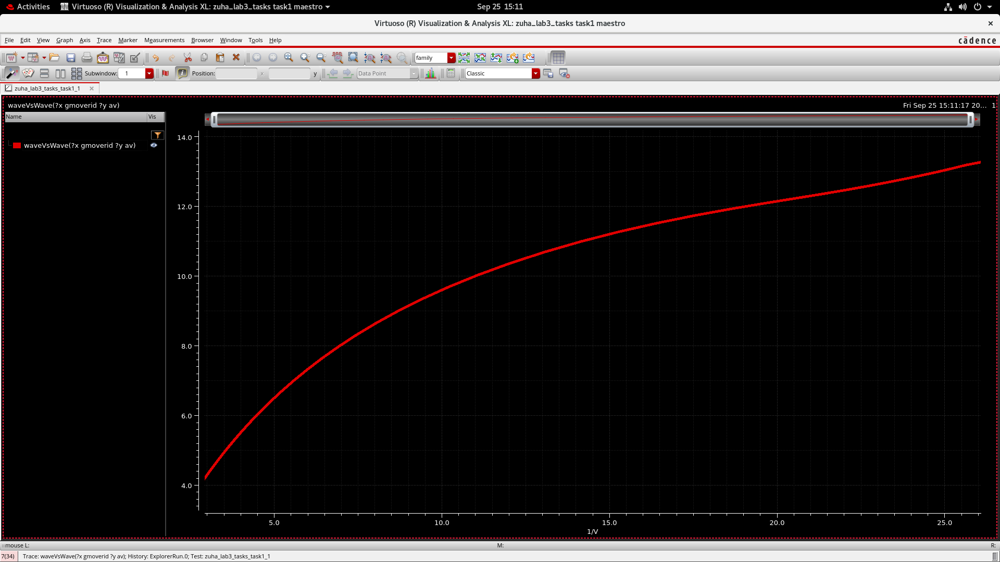 Activities Virtuoso (R) Visualization & Analysis XL: zuha_lab3_tasks task1 maestro Sep 25 15:11
Virtuoso (R) Visualization & Analysis XL: zuha_lab3_tasks task1 maestro
File Edit View Graph Axis Trace Marker Measurements Browser Window Tools Help cādence
family
Subwindow: 1 Position: x y Data Point Classic
zuha_lab3_tasks_task1_1
waveVsWave(?x gmoverid ?y av) Fri Sep 25 15:11:17 20... 1
Name Vis
waveVsWave(?x gmoverid ?y av)
14.0
12.0
10.0
8.0
6.0
4.0
5.0 10.0 15.0 20.0 25.0
1/V
mouse L: M: R:
7(34) Trace: waveVsWave(?x gmoverid ?y av); History: ExplorerRun.0; Test: zuha_lab3_tasks_task1_1